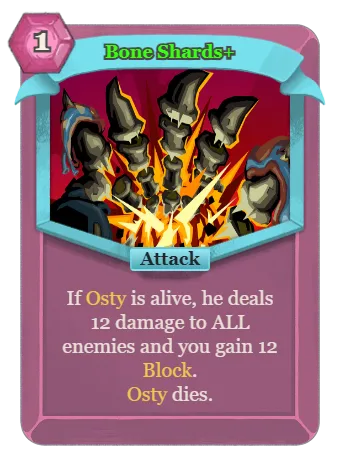 1
Bone Shards+
Attack
If Osty is alive, he deals
12 damage to ALL
enemies and you gain 12
Block.
Osty dies.